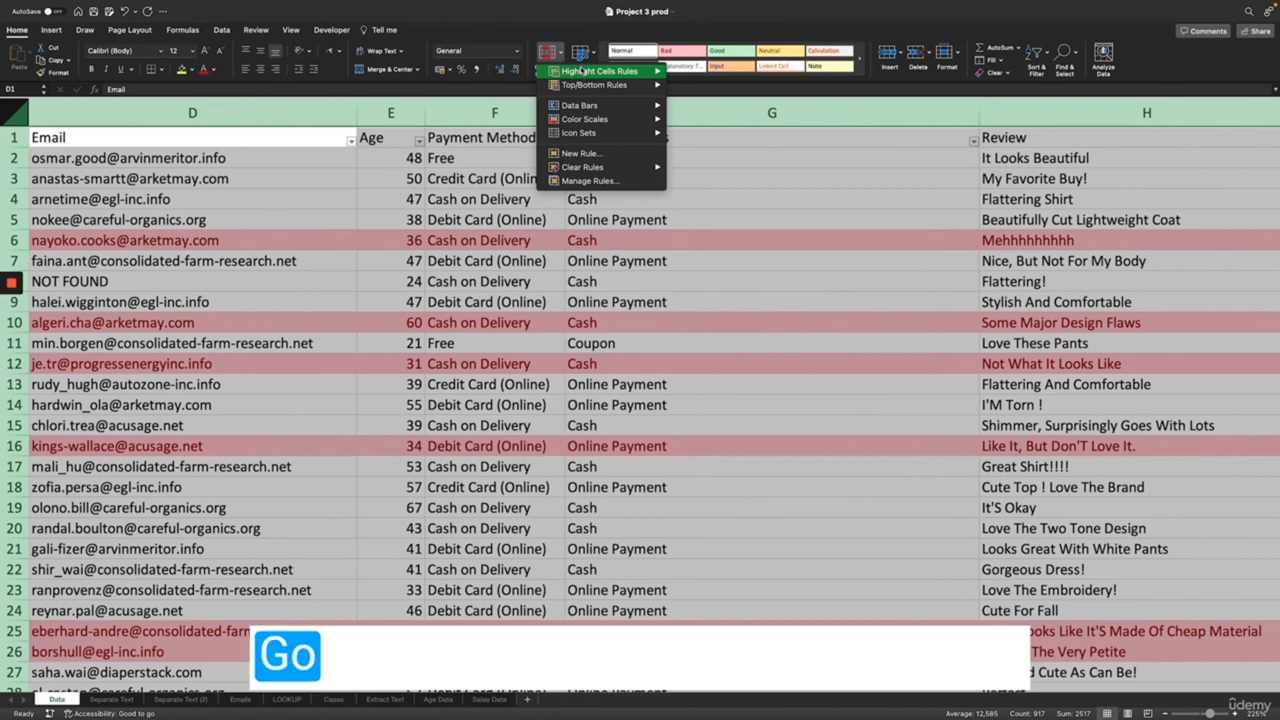 AutoSave OFF
Project 3 prod
Home Insert Draw Page Layout Formulas Data Review View Developer Tell me
Comments Share
Paste Cut Copy Format
Calibri (Body) 12
Wrap Text
Merge & Center
General
Normal Bad Good Neutral Calculation
Explanatory T... Input Linked Cell Note
Insert Delete Format
AutoSum Fill Clear
Sort & Filter
Find & Select
Analyze Data
D1 Email
Highlight Cells Rules
Top/Bottom Rules
Data Bars
Color Scales
Icon Sets
New Rule...
Clear Rules
Manage Rules...
D E F G H
1 Email Age Payment Method Review
2 osmar.good@arvinmeritor.info 48 Free It Looks Beautiful
3 anastas-smartt@arketmay.com 50 Credit Card (Onlin My Favorite Buy!
4 arnetime@egl-inc.info 47 Cash on Delivery Cash Flattering Shirt
5 nokee@careful-organics.org 38 Debit Card (Online) Online Payment Beautifully Cut Lightweight Coat
6 nayoko.cooks@arketmay.com 36 Cash on Delivery Cash Mehhhhhhhhh
7 faina.ant@consolidated-farm-research.net 47 Debit Card (Online) Online Payment Nice, But Not For My Body
NOT FOUND 24 Cash on Delivery Cash Flattering!
9 halei.wigginton@egl-inc.info 47 Debit Card (Online) Online Payment Stylish And Comfortable
10 algeri.cha@arketmay.com 60 Cash on Delivery Cash Some Major Design Flaws
11 min.borgen@consolidated-farm-research.net 21 Free Coupon Love These Pants
12 je.tr@progressenergyinc.info 31 Cash on Delivery Cash Not What It Looks Like
13 rudy_hugh@autozone-inc.info 39 Credit Card (Online) Online Payment Flattering And Comfortable
14 hardwin_ola@arketmay.com 55 Debit Card (Online) Online Payment I'M Torn !
15 chlori.trea@acusage.net 39 Cash on Delivery Cash Shimmer, Surprisingly Goes With Lots
16 kings-wallace@acusage.net 34 Debit Card (Online) Online Payment Like It, But Don'T Love It.
17 mali_hu@consolidated-farm-research.net 53 Cash on Delivery Cash Great Shirt!!!!
18 zofia.persa@egl-inc.info 57 Credit Card (Online) Online Payment Cute Top ! Love The Brand
19 olono.bill@careful-organics.org 67 Cash on Delivery Cash It'S Okay
20 randal.boulton@careful-organics.org 43 Cash on Delivery Cash Love The Two Tone Design
21 gali-fizer@arvinmeritor.info 41 Debit Card (Online) Online Payment Looks Great With White Pants
22 shir_wai@consolidated-farm-research.net 41 Cash on Delivery Cash Gorgeous Dress!
23 ranprovenz@consolidated-farm-research.net 33 Debit Card (Online) Online Payment Love The Embroidery!
24 reynar.pal@acusage.net 46 Debit Card (Online) Online Payment Cute For Fall
25 eberhard-andre@consolidated-farm ooks Like It'S Made Of Cheap Material
26 borshull@egl-inc.info The Very Petite
27 saha.wai@diaperstack.com d Cute As Can Be!
Go
Data Separate Text Separate Text (2) Emails LOOKUP Cases Extract Text Age Data Sales Data
Ready Accessibility: Good to go Average: 12,585 Count: 917 Sum: 2517 225%
ûdemy